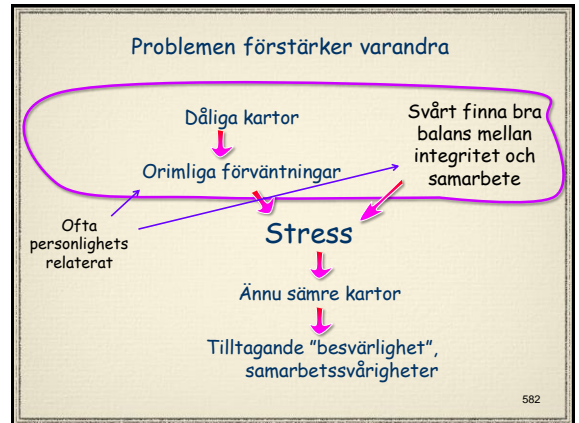 Problemen förstärker varandra
Dåliga kartor
Orimliga förväntningar
Svårt finna bra
balans mellan
integritet och
samarbete
Ofta
personlighets
relaterat
Stress
Ännu sämre kartor
Tilltagande "besvärlighet",
samarbetssvårigheter
582